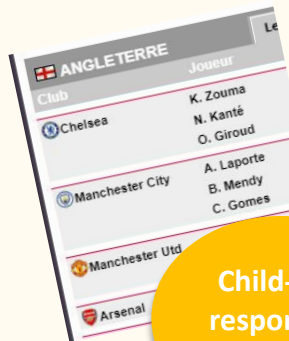 ANGLETERRE
Le
Club Joueur
Chelsea K. Zouma
N. Kanté
O. Giroud
Manchester City A. Laporte
B. Mendy
C. Gomes
Manchester Utd
Arsenal
Child-
respon